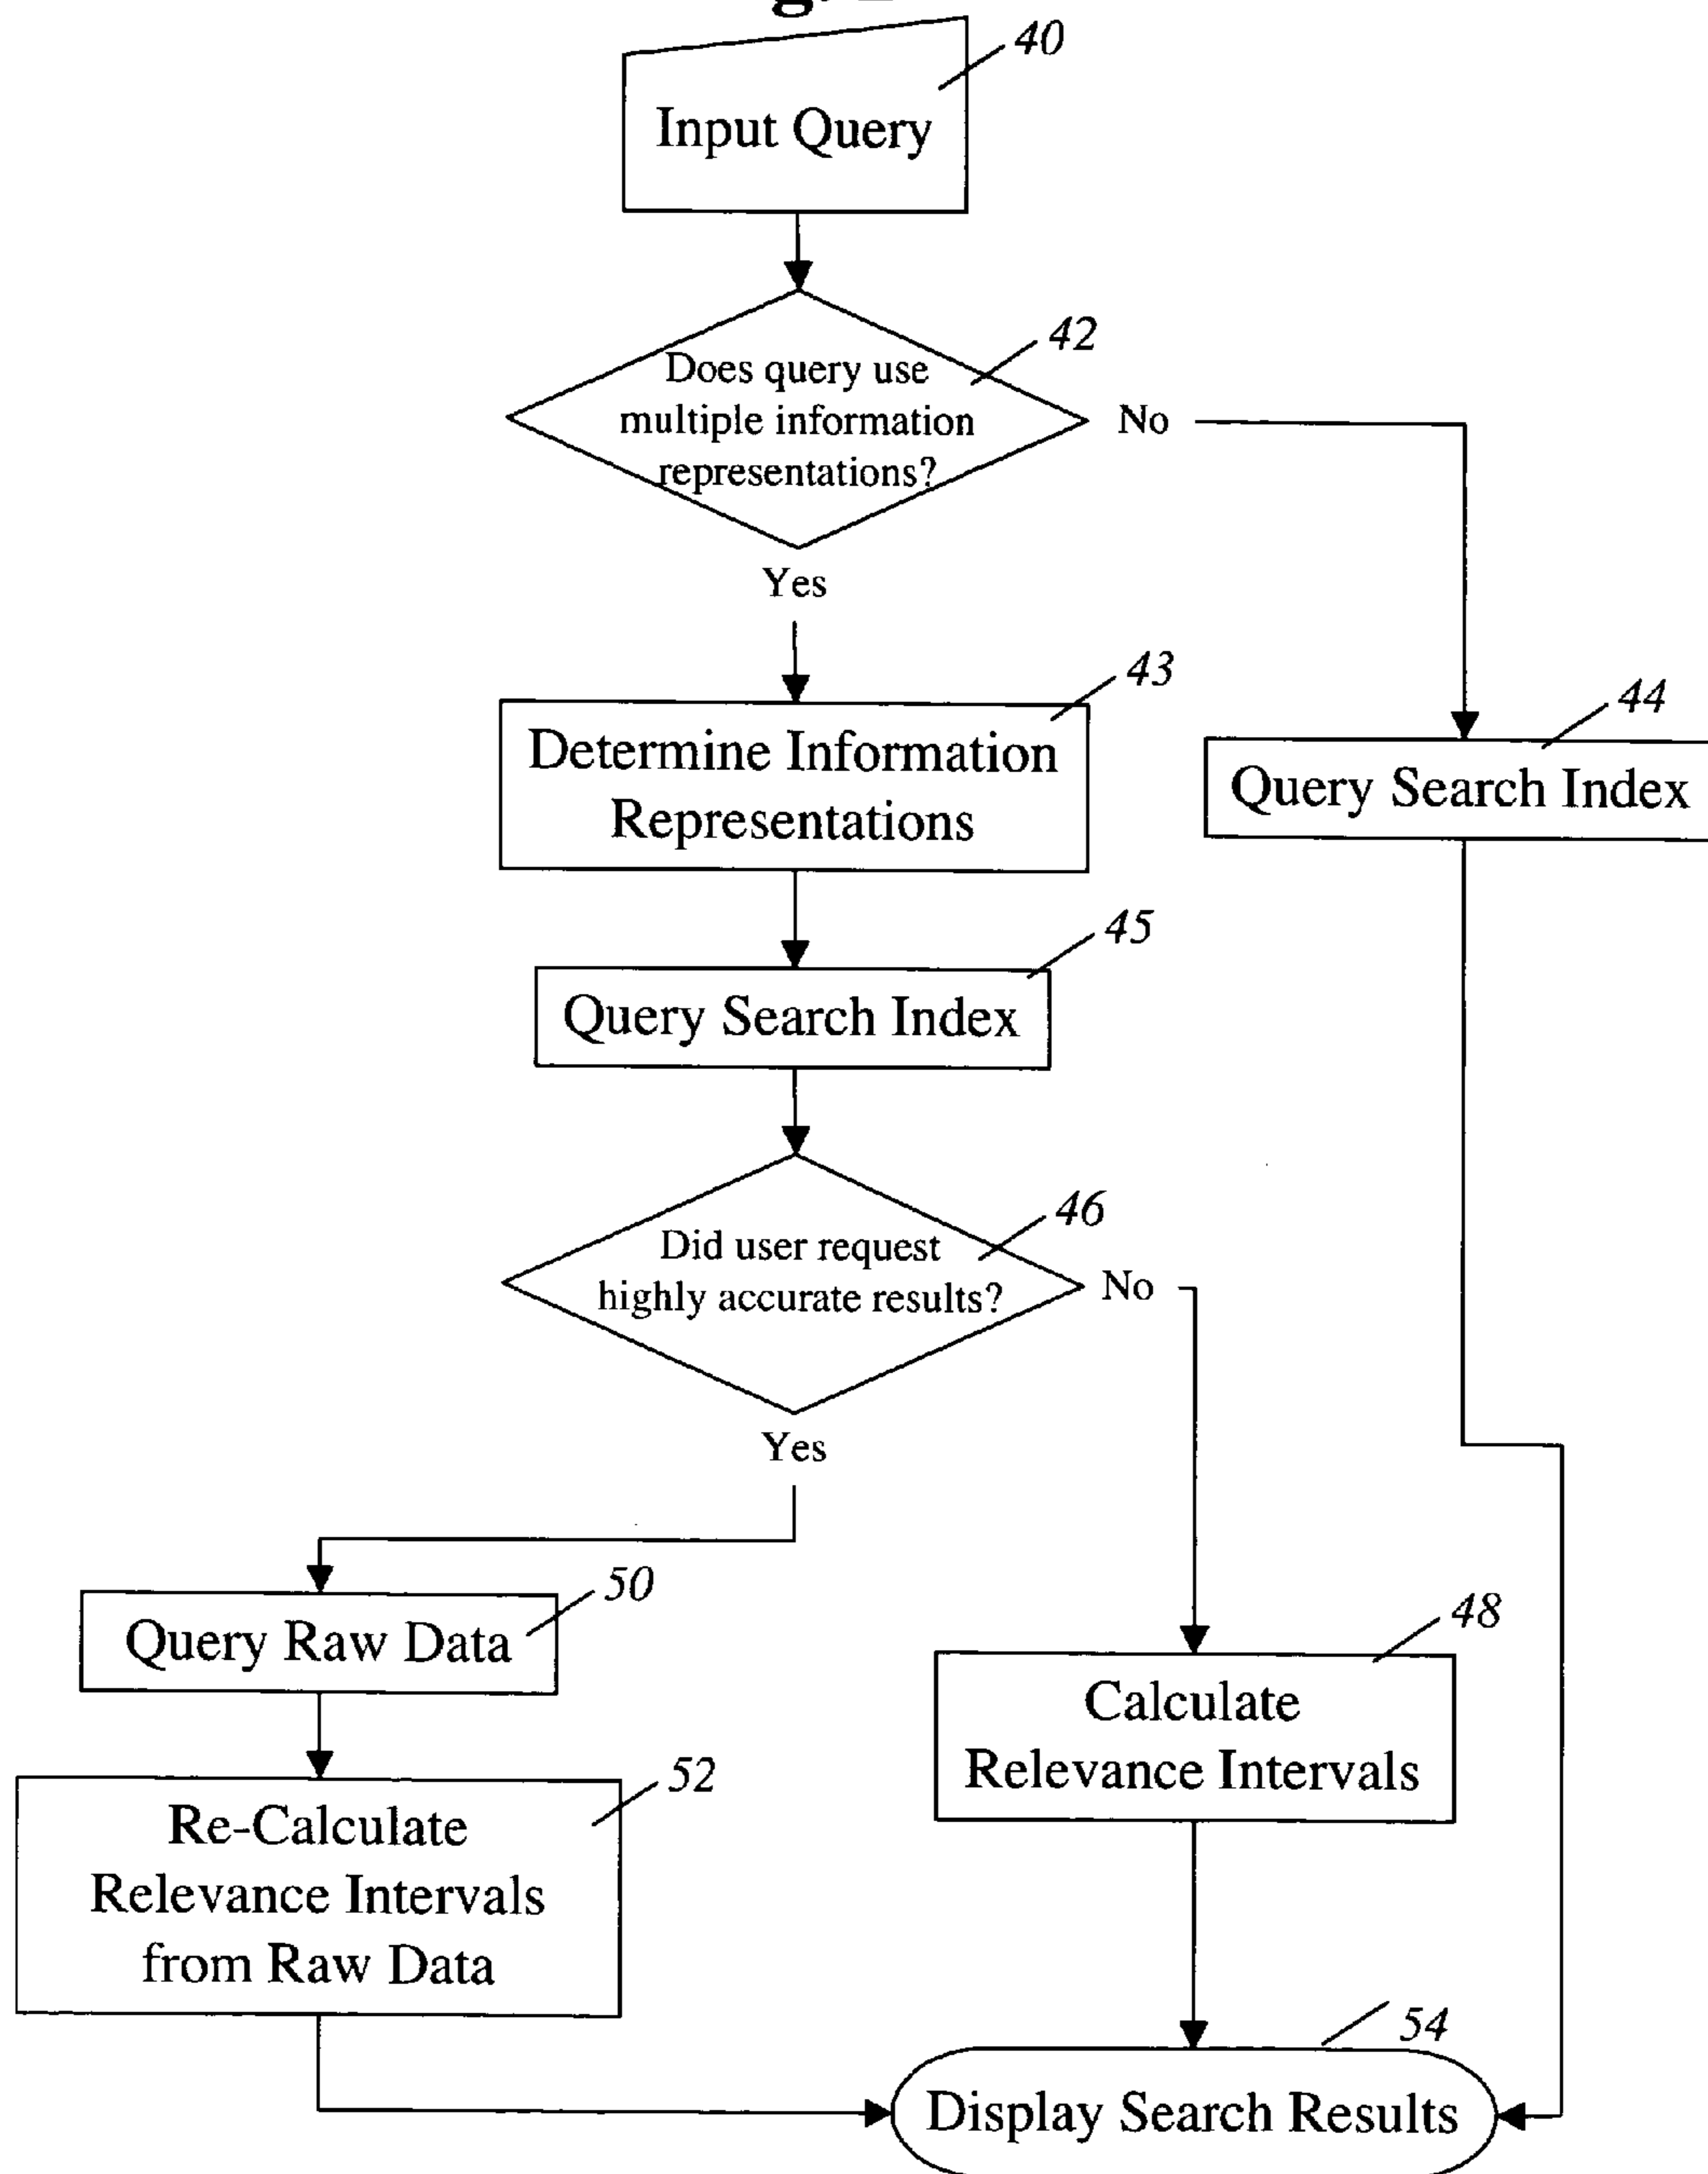 40
Input Query
42
Does query use
multiple information
representations?
No
Yes
43
Determine Information
Representations
44
Query Search Index
45
Query Search Index
46
Did user request
highly accurate results?
No
Yes
50
Query Raw Data
48
Calculate
Relevance Intervals
52
Re-Calculate
Relevance Intervals
from Raw Data
54
Display Search Results